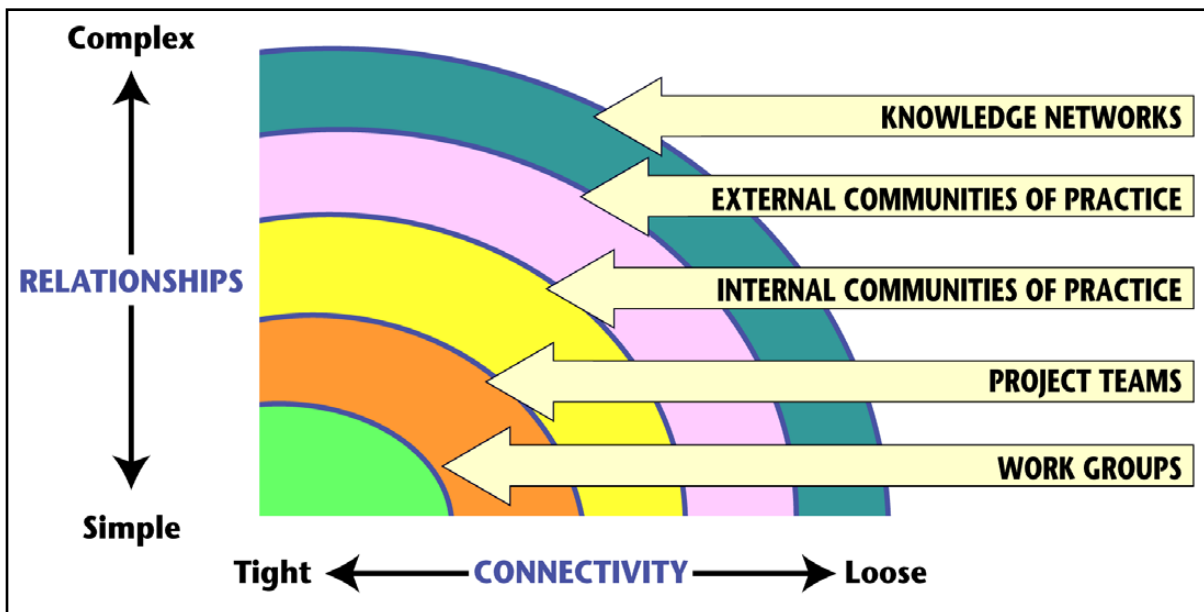 Complex
KNOWLEDGE NETWORKS
EXTERNAL COMMUNITIES OF PRACTICE
RELATIONSHIPS
INTERNAL COMMUNITIES OF PRACTICE
PROJECT TEAMS
WORK GROUPS
Simple
Tight CONNECTIVITY Loose